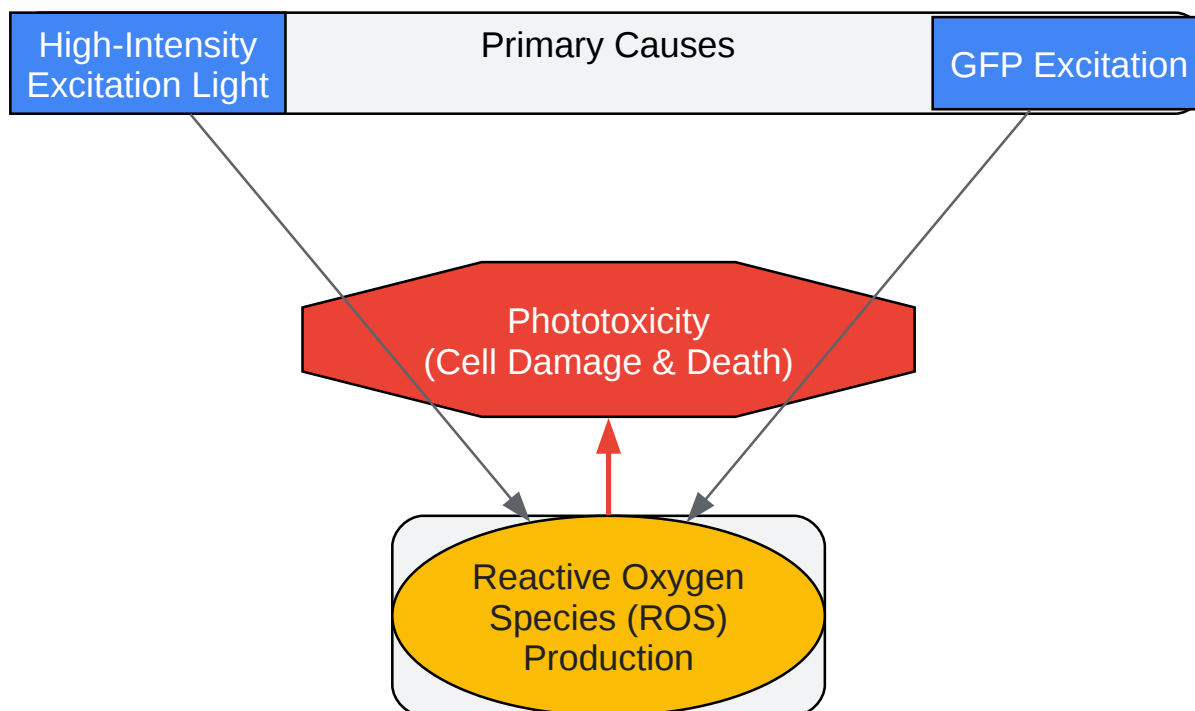 High-Intensity
Excitation Light
Primary Causes
GFP Excitation
Phototoxicity
(Cell Damage & Death)
Reactive Oxygen
Species (ROS)
Production